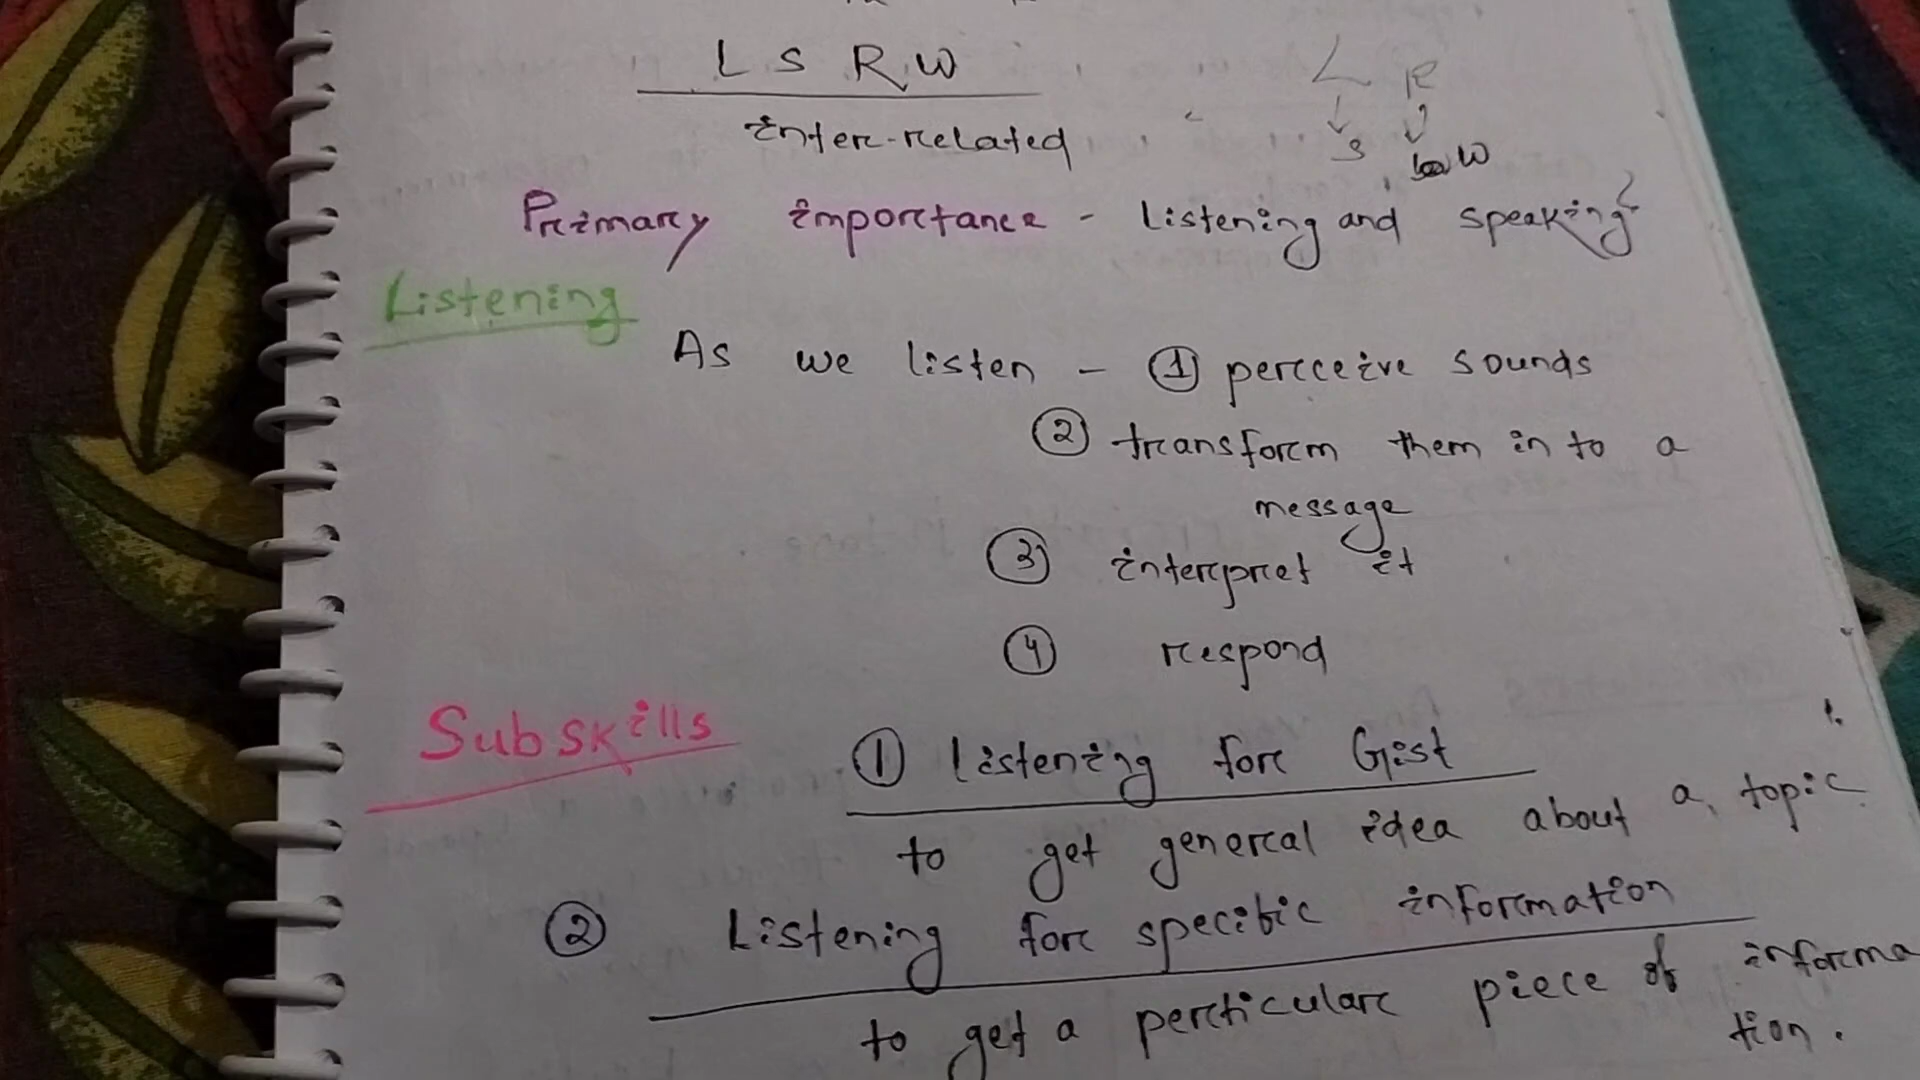 L S R W
inter-related
L R
↓ ↓
S W
Primary importance - Listening and speaking
Listening
As we listen - ① perceive sounds
② transform them in to a
message
③ interpret it
④ respond
Subskills
① Listening for Gist
to get general idea about a topic
② Listening for specific information
to get a perticular piece of informa
tion.